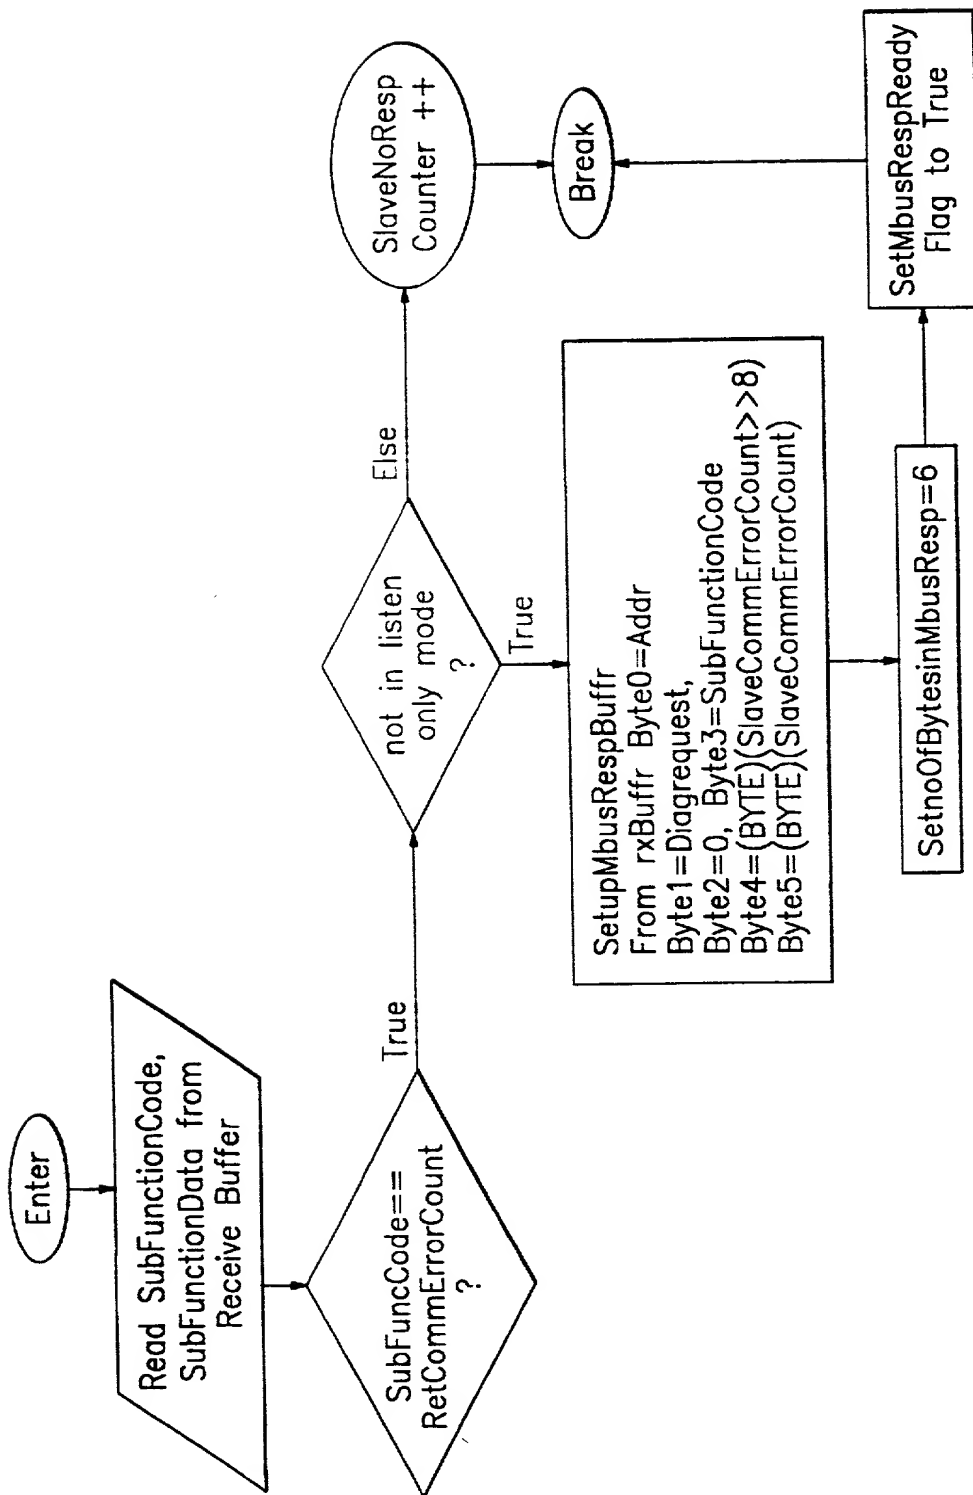 Enter
Read SubFunctionCode,
SubFunctionData from
Receive Buffer
SubFuncCode==
RetCommErrorCount
?
True
not in listen
only mode
?
Else
SlaveNoResp
Counter ++
Break
True
SetupMbusRespBuffr
From rxBuffr Byte0=Addr
Byte1=Diagrequest,
Byte2=0, Byte3=SubFunctionCode
Byte4=(BYTE)(SlaveCommErrorCount>>8)
Byte5=(BYTE)(SlaveCommErrorCount)
SetnoOfBytesinMbusResp=6
SetMbusRespReady
Flag to True